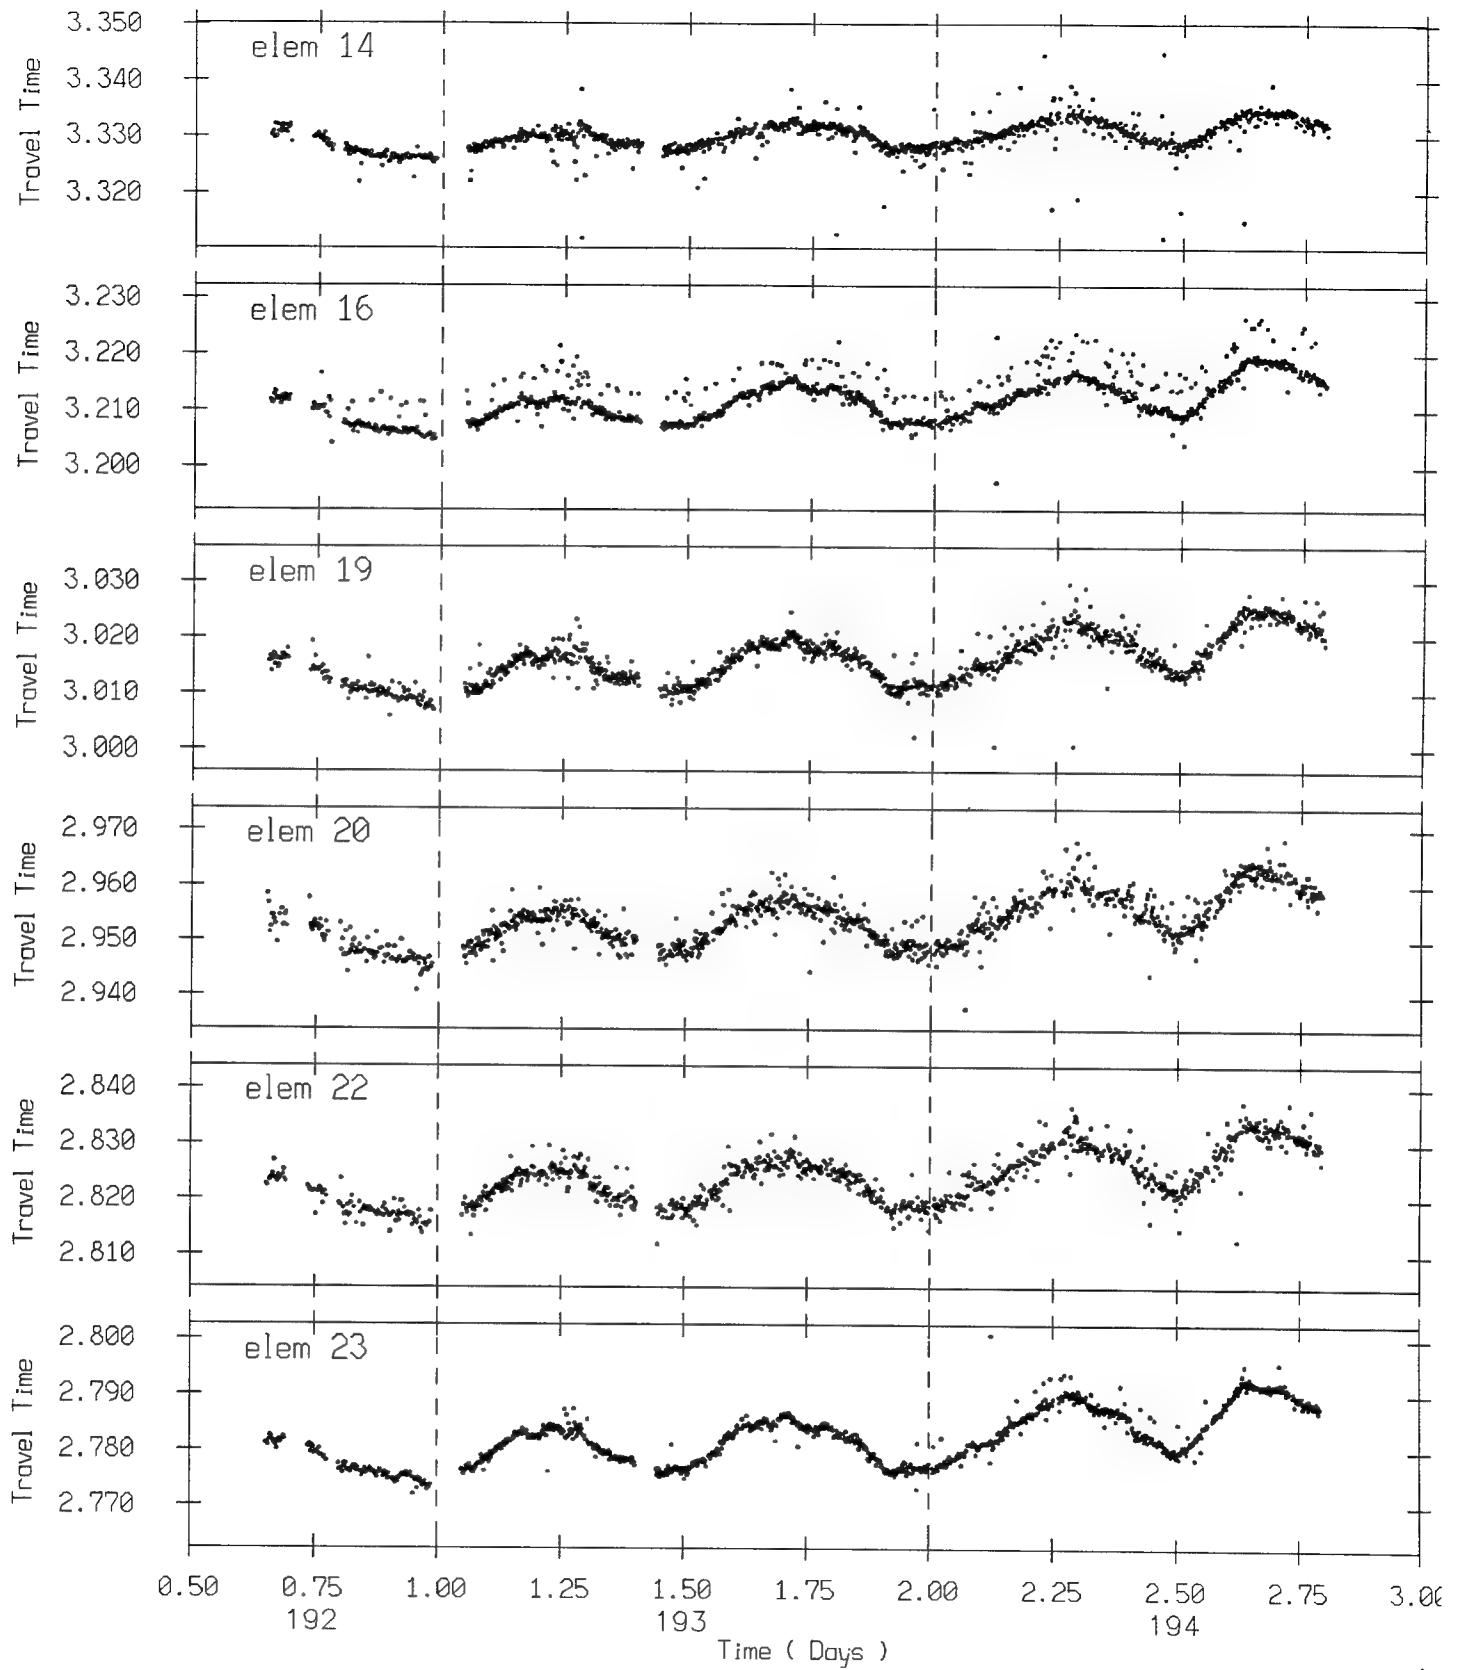 3.350
elem 14
3.340
3.330
3.320
Travel Time
3.230
elem 16
3.220
3.210
3.200
Travel Time
elem 19
3.030
3.020
3.010
3.000
Travel Time
2.970
elem 20
2.960
2.950
2.940
Travel Time
2.840
elem 22
2.830
2.820
2.810
Travel Time
2.800
elem 23
2.790
2.780
2.770
Travel Time
0.50 0.75 1.00 1.25 1.50 1.75 2.00 2.25 2.50 2.75 3.00
192 193 194
Time ( Days )